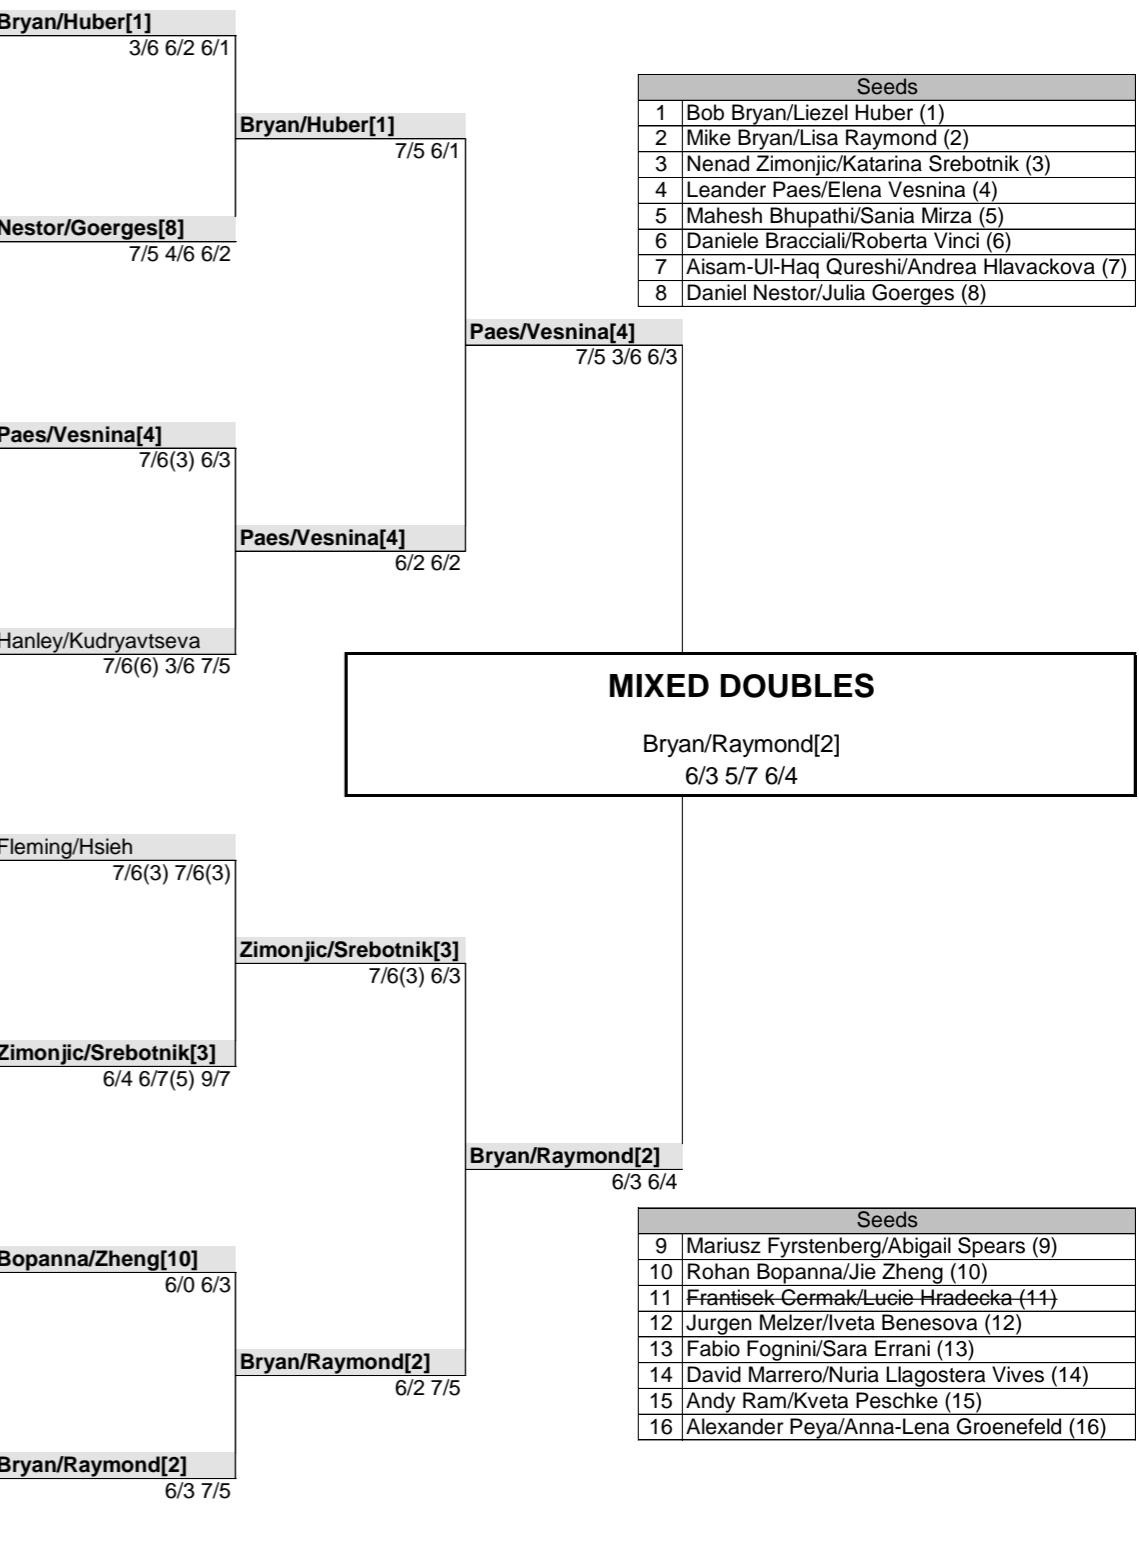 Bryan/Huber[1]
3/6 6/2 6/1
Seeds
1 Bob Bryan/Liezel Huber (1)
Bryan/Huber[1]
2 Mike Bryan/Lisa Raymond (2)
7/5 6/1
3 Nenad Zimonjic/Katarina Srebotnik (3)
4 Leander Paes/Elena Vesnina (4)
5 Mahesh Bhupathi/Sania Mirza (5)
Nestor/Goerges[8]
6 Daniele Bracciali/Roberta Vinci (6)
7/5 4/6 6/2
7 Aisam-Ul-Haq Qureshi/Andrea Hlavackova (7)
8 Daniel Nestor/Julia Goerges (8)
Paes/Vesnina[4]
7/5 3/6 6/3
Paes/Vesnina[4]
7/6(3) 6/3
Paes/Vesnina[4]
6/2 6/2
Hanley/Kudryavtseva
7/6(6) 3/6 7/5
MIXED DOUBLES
Bryan/Raymond[2]
6/3 5/7 6/4
Fleming/Hsieh
7/6(3) 7/6(3)
Zimonjic/Srebotnik[3]
7/6(3) 6/3
Zimonjic/Srebotnik[3]
6/4 6/7(5) 9/7
Bryan/Raymond[2]
6/3 6/4
Seeds
9 Mariusz Fyrstenberg/Abigail Spears (9)
Bopanna/Zheng[10]
10 Rohan Bopanna/Jie Zheng (10)
6/0 6/3
11 Frantisek Cermak/Lucie Hradecka (11)
12 Jurgen Melzer/Iveta Benesova (12)
13 Fabio Fognini/Sara Errani (13)
Bryan/Raymond[2]
14 David Marrero/Nuria Llagostera Vives (14)
6/2 7/5
15 Andy Ram/Kveta Peschke (15)
16 Alexander Peya/Anna-Lena Groenefeld (16)
Bryan/Raymond[2]
6/3 7/5